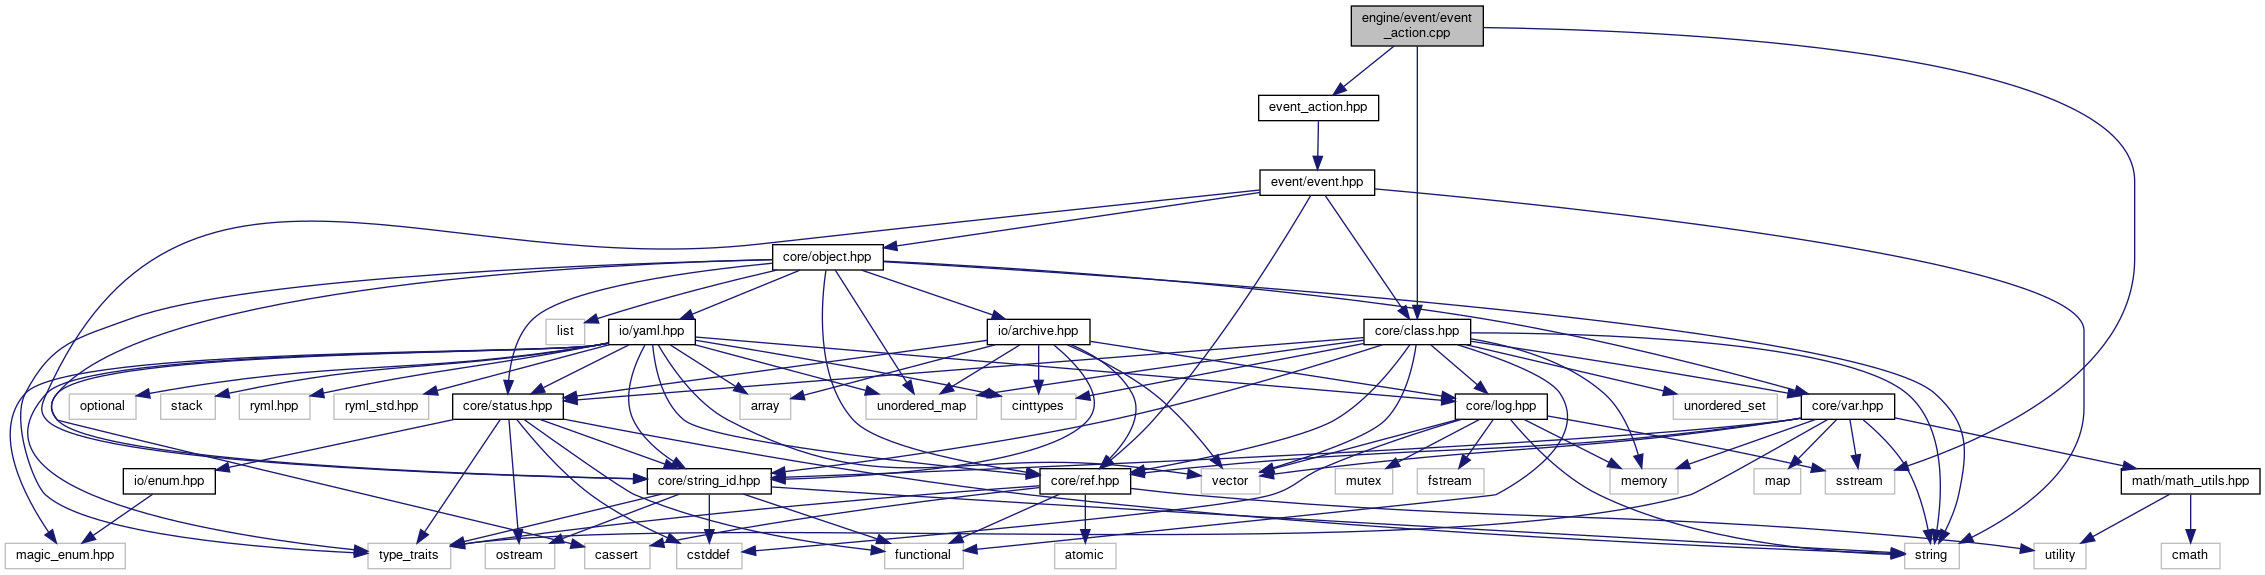 engine/event/event
_action.cpp
event_action.hpp
event/event.hpp
core/object.hpp
list
io/yaml.hpp
io/archive.hpp
core/class.hpp
optional
stack
ryml.hpp
ryml_std.hpp
core/status.hpp
array
unordered_map
cinttypes
core/log.hpp
unordered_set
core/var.hpp
io/enum.hpp
core/string_id.hpp
core/ref.hpp
vector
mutex
fstream
memory
map
sstream
math/math_utils.hpp
magic_enum.hpp
type_traits
ostream
cassert
cstddef
functional
atomic
string
utility
cmath